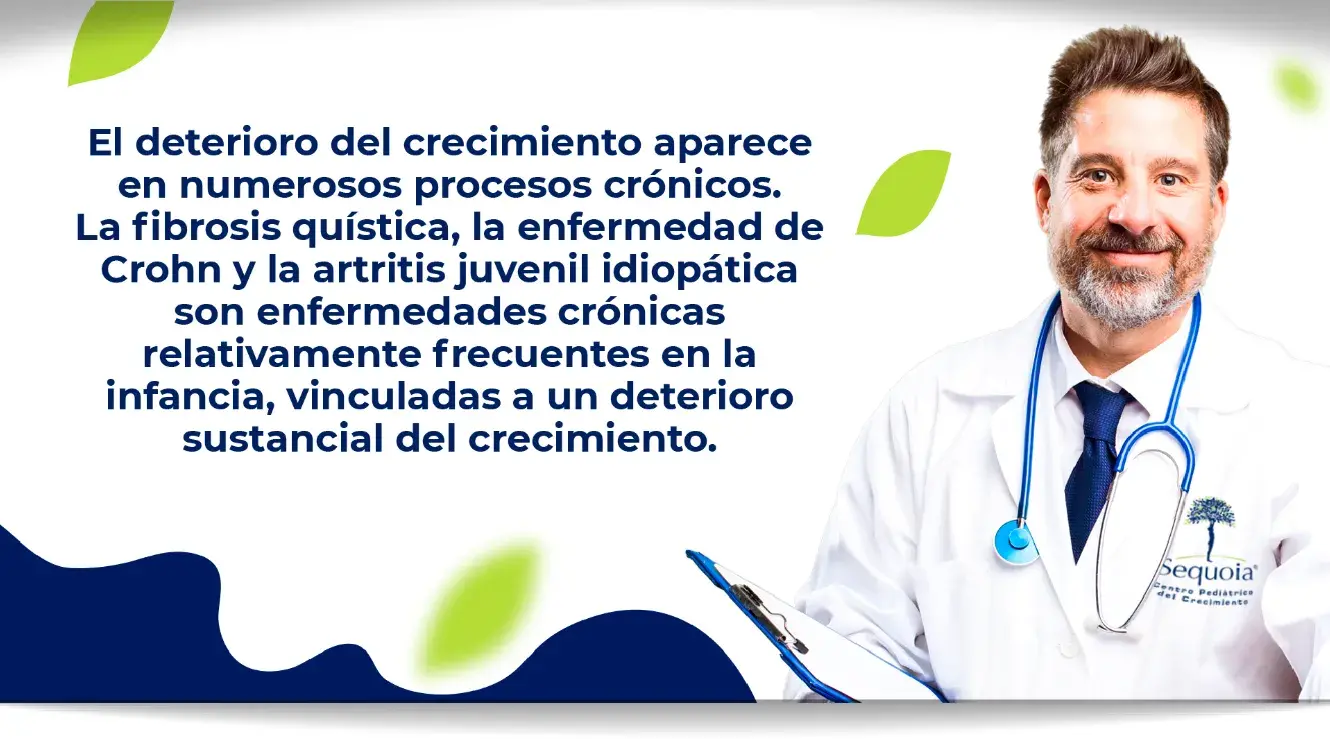 El deterioro del crecimiento aparece
en numerosos procesos crónicos.
La fibrosis quística, la enfermedad de
Crohn y la artritis juvenil idiopática
son enfermedades crónicas
relativamente frecuentes en la
infancia, vinculadas a un deterioro
sustancial del crecimiento.
Sequoia®
Centro Pediátrico
del Crecimiento